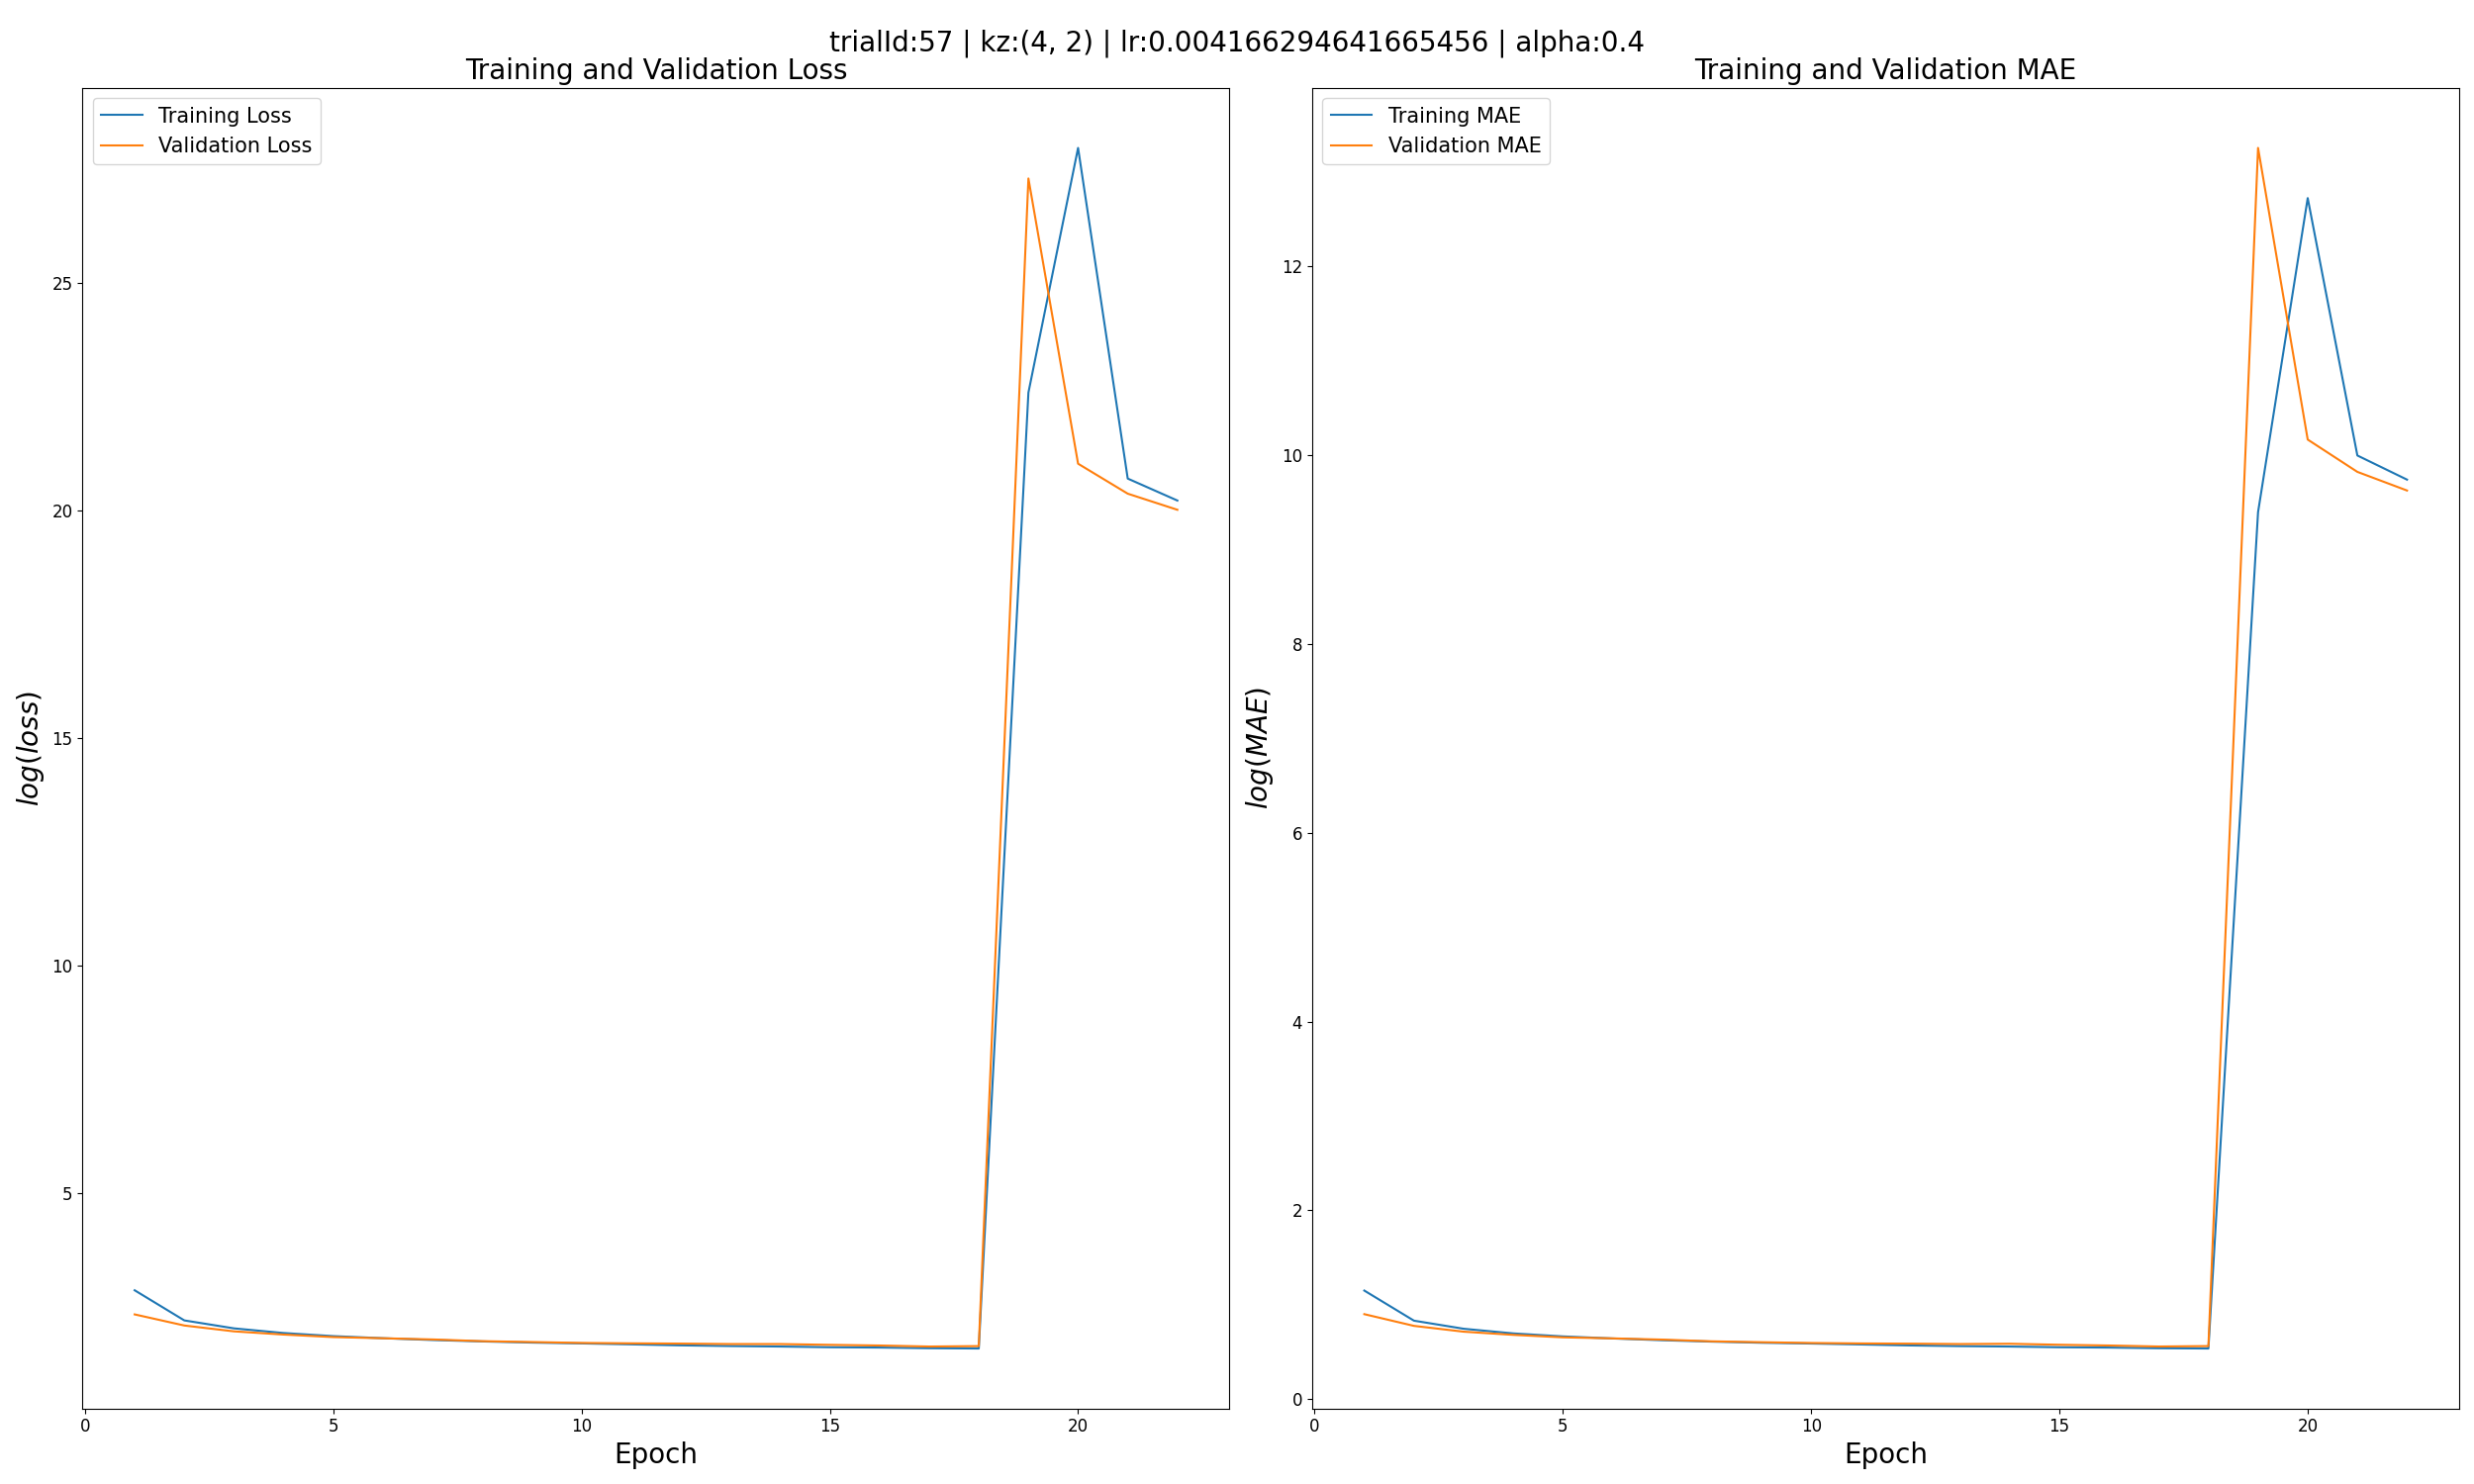 trialId:57 | kz:(4, 2) | lr:0.004166294641665456 | alpha:0.4
Training and Validation Loss
Training Loss
Validation Loss
25
20
15
10
5
log(loss)
0 5 10 15 20
Epoch
Training and Validation MAE
Training MAE
Validation MAE
12
10
8
6
4
2
0
log(MAE)
0 5 10 15 20
Epoch